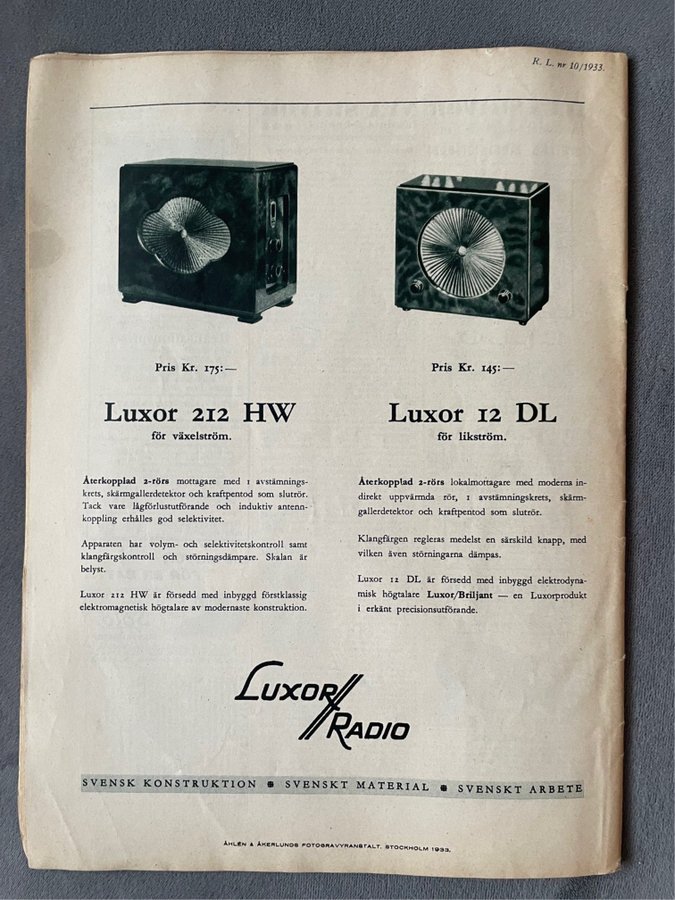 R. L. nr 10/1933.
Pris Kr. 175:—
Luxor 212 HW
för växelström.
Återkopplad 2-rörs mottagare med 1 avstämnings-
krets, skärmgallerdetektor och kraftpentod som slutrör.
Tack vare lågförlustutförande och induktiv antenn-
koppling erhålles god selektivitet.
Apparaten har volym- och selektivitetskontroll samt
klangfärgskontroll och störningsdämpare. Skalan är
belyst.
Luxor 212 HW är försedd med inbyggd förstklassig
elektromagnetisk högtalare av modernaste konstruktion.
Pris Kr. 145:—
Luxor 12 DL
för likström.
Återkopplad 2-rörs lokalmottagare med moderna in-
direkt uppvärmda rör, 1 avstämningskrets, skärm-
gallerdetektor och kraftpentod som slutrör.
Klangfärgen regleras medelst en särskild knapp, med
vilken även störningarna dämpas.
Luxor 12 DL är försedd med inbyggd elektrodyna-
misk högtalare Luxor/Briljant — en Luxorprodukt
i erkänt precisionsutförande.
LUXOR
RADIO
SVENSK KONSTRUKTION * SVENSKT MATERIAL * SVENSKT ARBETE
ÅHLÉN & ÅKERLUNDS FOTOGRAVYRANSTALT, STOCKHOLM 1933.